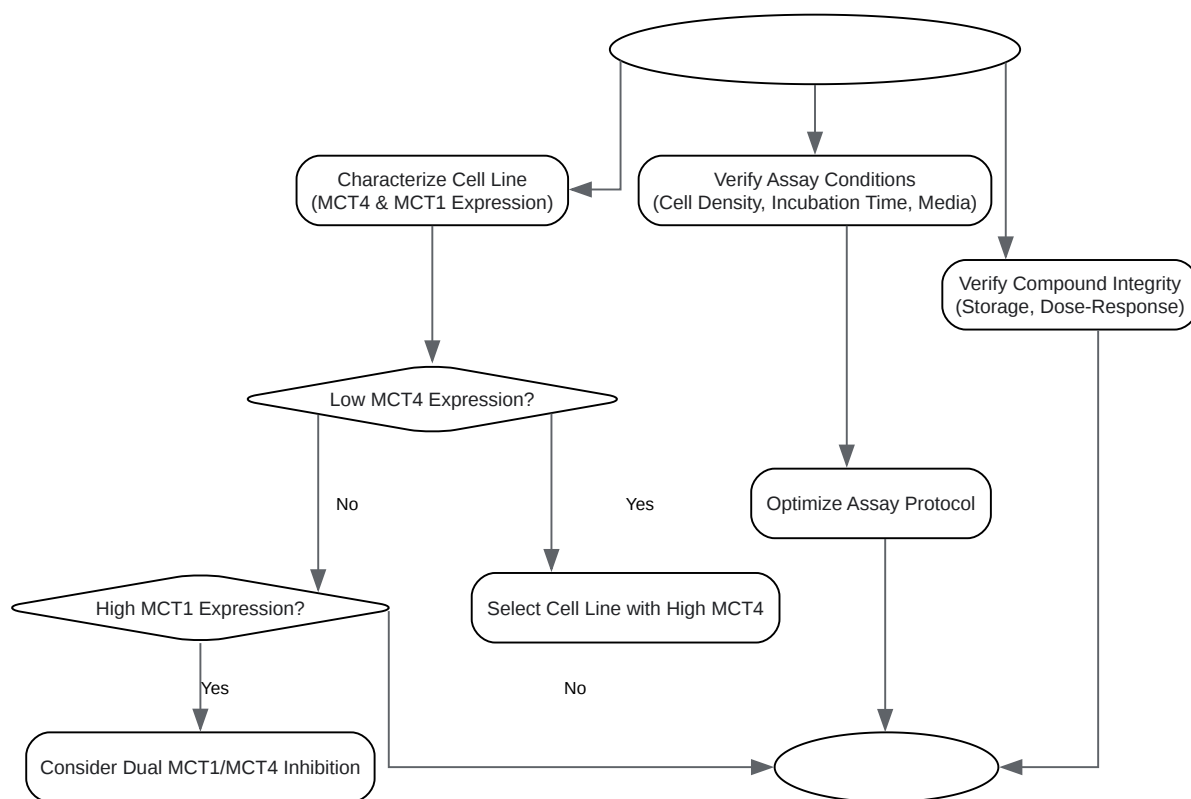 Characterize Cell Line
(MCT4 & MCT1 Expression)
Verify Assay Conditions
(Cell Density, Incubation Time, Media)
Verify Compound Integrity
(Storage, Dose-Response)
Low MCT4 Expression?
No
Yes
Optimize Assay Protocol
High MCT1 Expression?
Select Cell Line with High MCT4
Yes
No
Consider Dual MCT1/MCT4 Inhibition